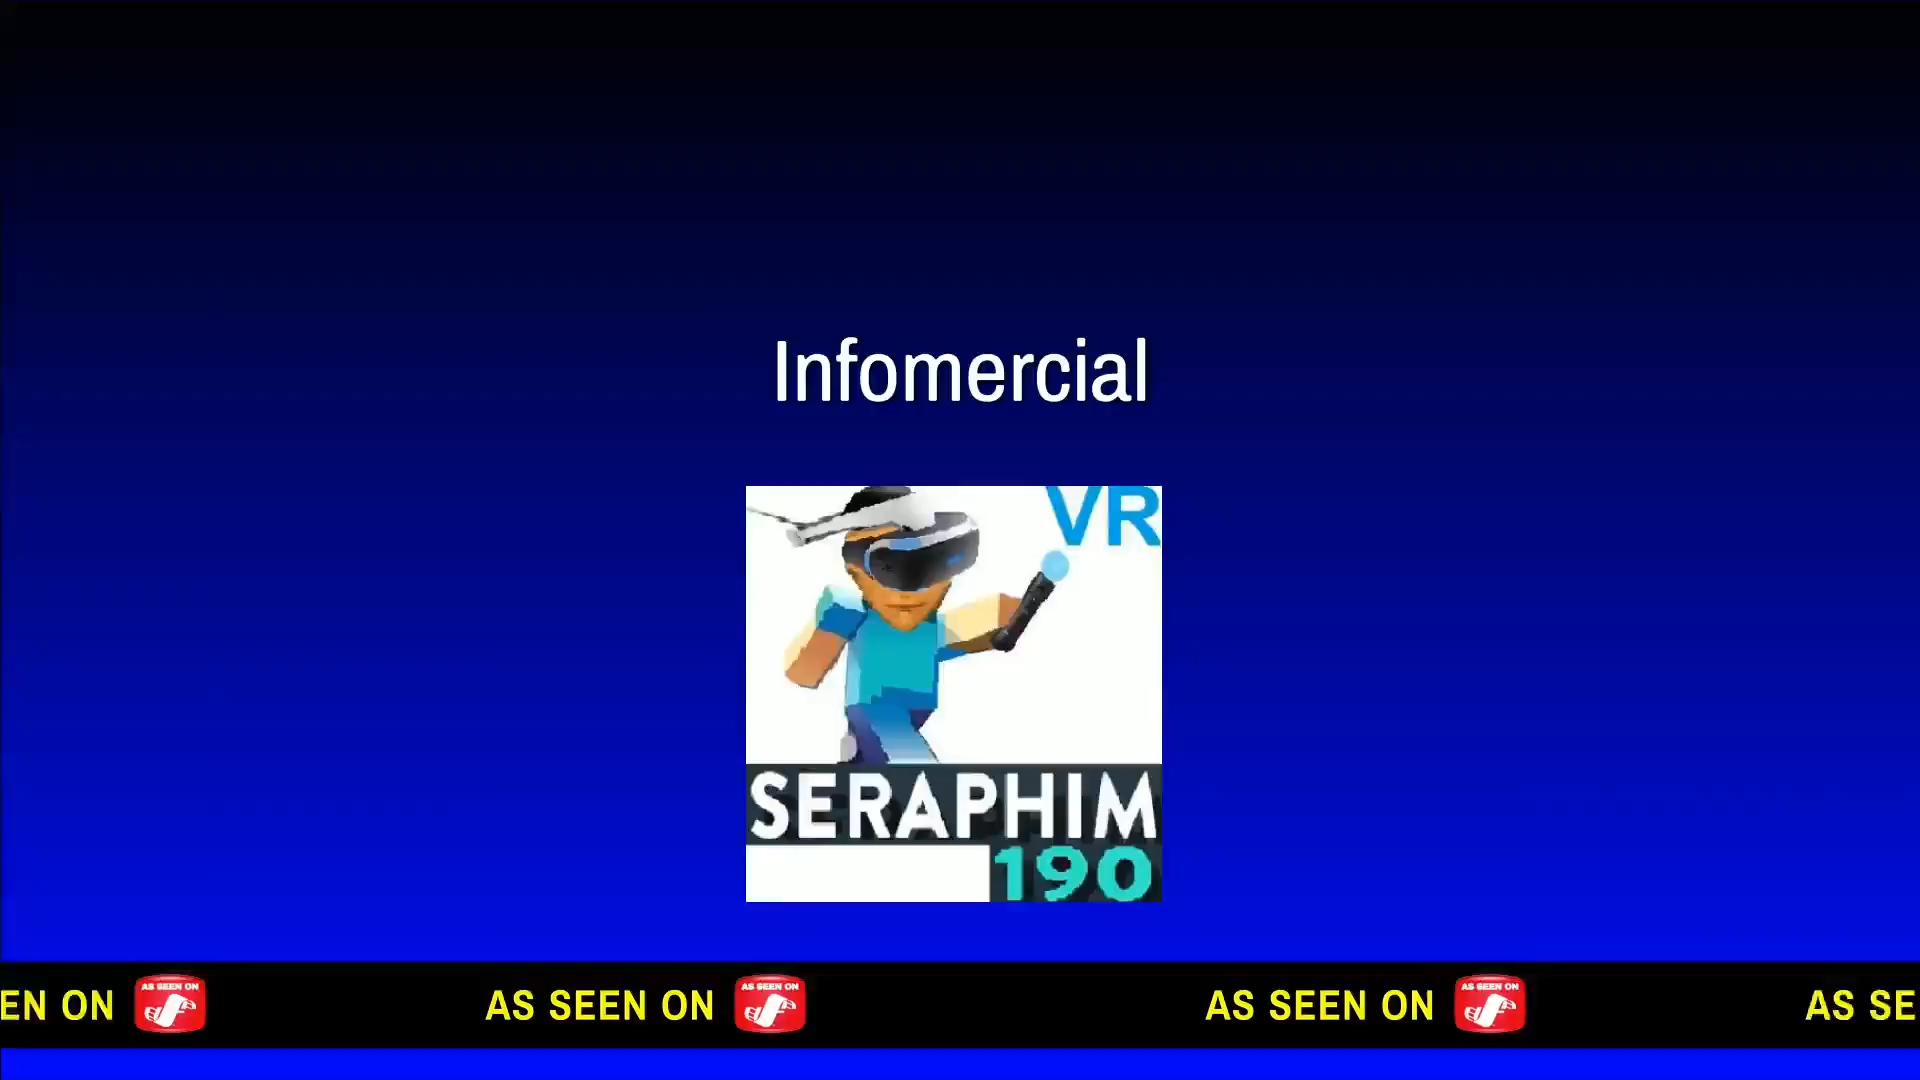 Infomercial
VR
SERAPHIM
190
EN ON AS SEEN ON AS SEEN ON AS SEEN ON AS SEEN ON AS SEEN ON AS SE